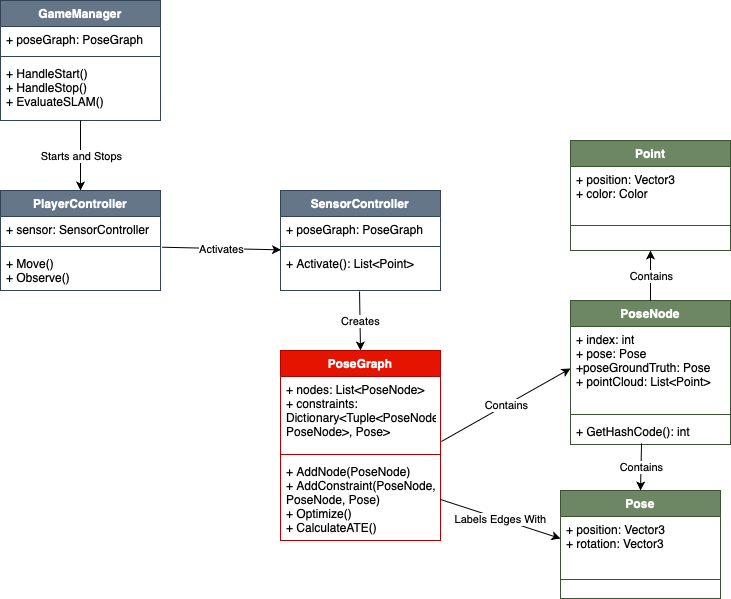 GameManager
+ poseGraph: PoseGraph
+ HandleStart()
+ HandleStop()
+ EvaluateSLAM()
Starts and Stops
PlayerController
+ sensor: SensorController
+ Move()
+ Observe()
Activates
SensorController
+ poseGraph: PoseGraph
+ Activate(): List<Point>
Creates
PoseGraph
+ nodes: List<PoseNode>
+ constraints:
Dictionary<Tuple<PoseNode
PoseNode>, Pose>
+ AddNode(PoseNode)
+ AddConstraint(PoseNode,
PoseNode, Pose)
+ Optimize()
+ CalculateATE()
Contains
Labels Edges With
Point
+ position: Vector3
+ color: Color
Contains
PoseNode
+ index: int
+ pose: Pose
+poseGroundTruth: Pose
+ pointCloud: List<Point>
+ GetHashCode(): int
Contains
Pose
+ position: Vector3
+ rotation: Vector3